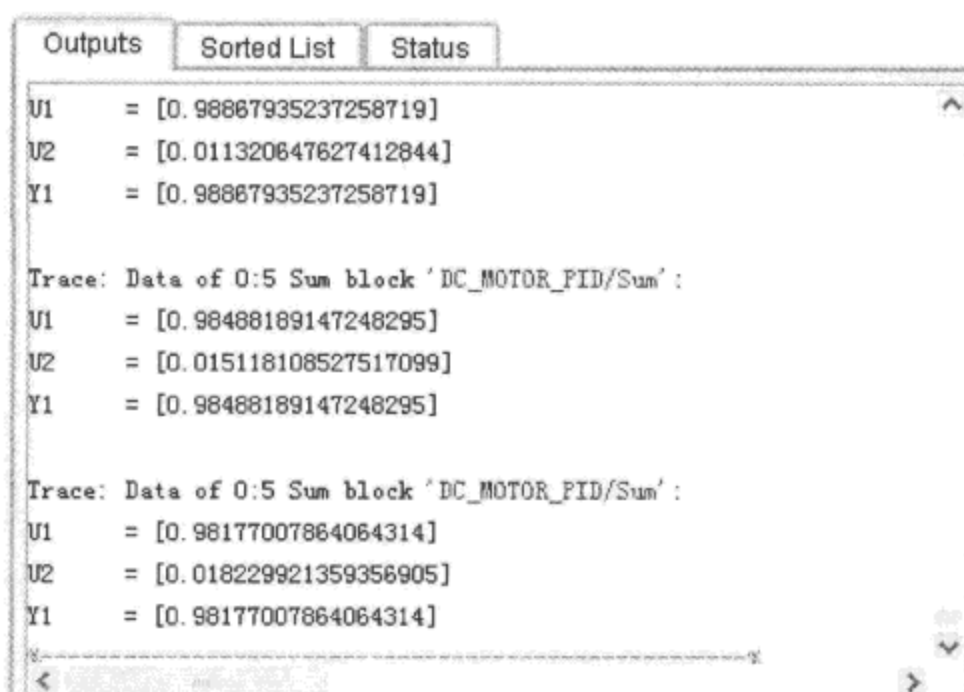 Outputs Sorted List Status
U1 = [0.98867935237258719]
U2 = [0.011320647627412844]
Y1 = [0.98867935237258719]
Trace: Data of 0:5 Sum block 'DC_MOTOR_PID/Sum':
U1 = [0.98488189147248295]
U2 = [0.015118108527517099]
Y1 = [0.98488189147248295]
Trace: Data of 0:5 Sum block 'DC_MOTOR_PID/Sum':
U1 = [0.98177007864064314]
U2 = [0.018229921359356905]
Y1 = [0.98177007864064314]
%----------------------------------------------------------------%